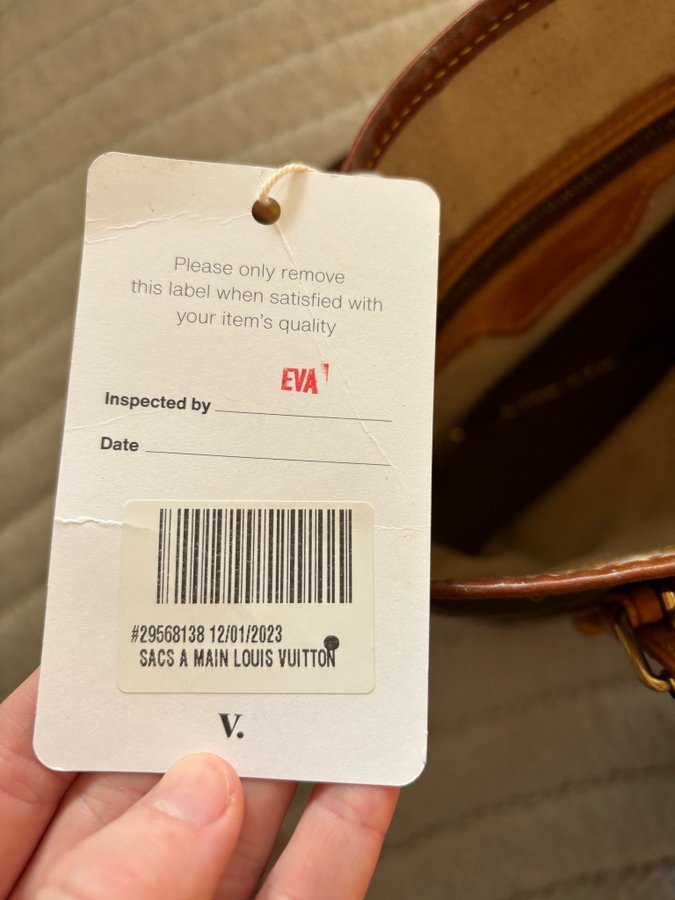 Please only remove
this label when satisfied with
your item's quality
EVA
Inspected by
Date
#29568138 12/01/2023
SACS A MAIN LOUIS VUITTON
V.